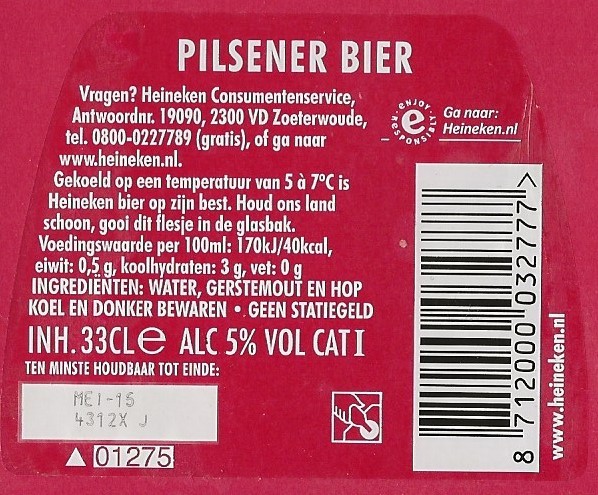 PILSENER BIER
Vragen? Heineken Consumentenservice,
Antwoordnr. 19090, 2300 VD Zoeterwoude,
tel. 0800-0227789 (gratis), of ga naar
www.heineken.nl.
Gekoeld op een temperatuur van 5 à 7ºC is
Heineken bier op zijn best. Houd ons land
schoon, gooi dit flesje in de glasbak.
Voedingswaarde per 100ml: 170kJ/40kcal,
eiwit: 0,5 g, koolhydraten: 3 g, vet: 0 g
INGREDIËNTEN: WATER, GERSTEMOUT EN HOP
KOEL EN DONKER BEWAREN • GEEN STATIEGELD
INH. 33CL e ALC. 5% VOL CAT I
TEN MINSTE HOUDBAAR TOT EINDE:
MEI-15
4312X J
▲ 01275
ENJOY RESPONSIBLY
e
Ga naar:
Heineken.nl
8 712000 032777 >
www.heineken.nl